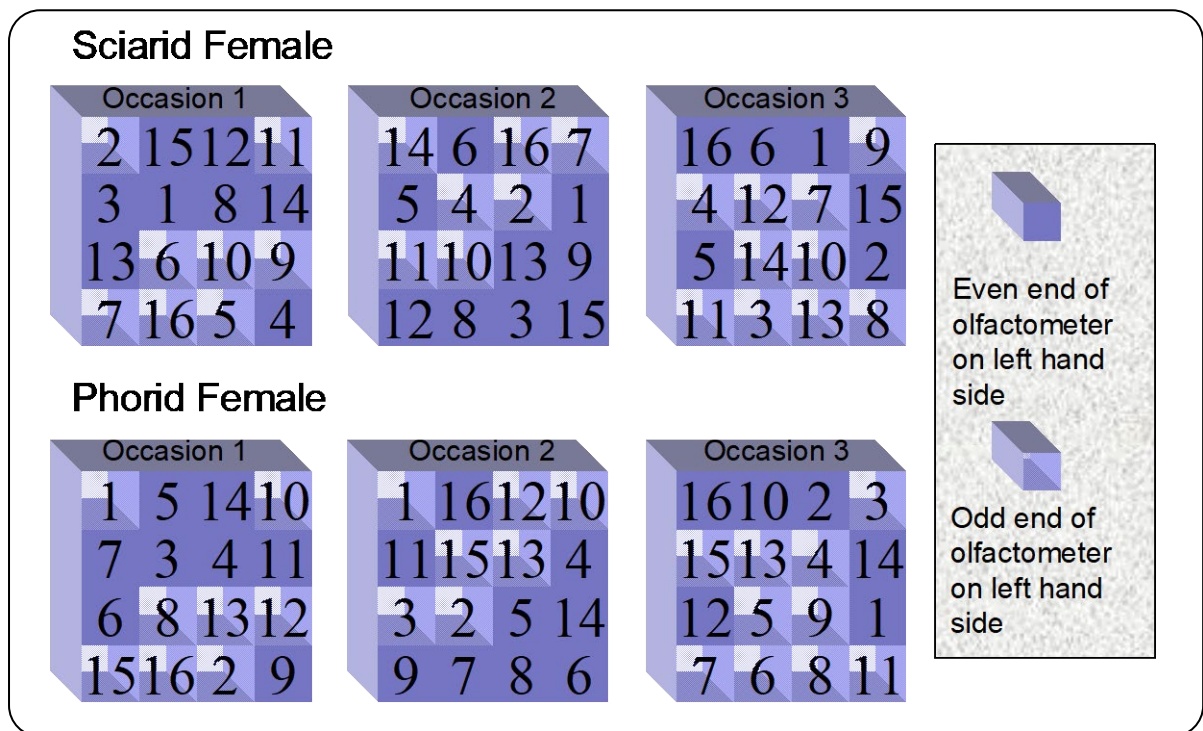 Sciarid Female
Occasion 1
2 15 12 11
3 1 8 14
13 6 10 9
7 16 5 4
Occasion 2
14 6 16 7
5 4 2 1
11 10 13 9
12 8 3 15
Occasion 3
16 6 1 9
4 12 7 15
5 14 10 2
11 3 13 8
Phorid Female
Occasion 1
1 5 14 10
7 3 4 11
6 8 13 12
15 16 2 9
Occasion 2
1 16 12 10
11 15 13 4
3 2 5 14
9 7 8 6
Occasion 3
16 10 2 3
15 13 4 14
12 5 9 1
7 6 8 11
Even end of
olfactometer
on left hand
side
Odd end of
olfactometer
on left hand
side